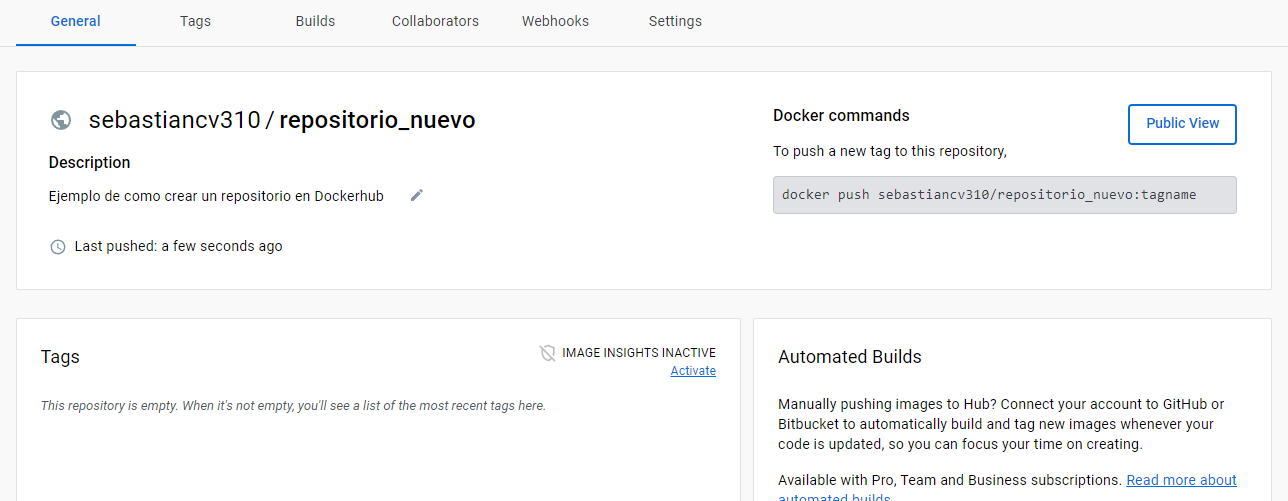 General Tags Builds Collaborators Webhooks Settings
sebastiancv310 / repositorio_nuevo
Description
Ejemplo de como crear un repositorio en Dockerhub
Last pushed: a few seconds ago
Docker commands
Public View
To push a new tag to this repository,
docker push sebastiancv310/repositorio_nuevo:tagname
Tags
IMAGE INSIGHTS INACTIVE
Activate
This repository is empty. When it's not empty, you'll see a list of the most recent tags here.
Automated Builds
Manually pushing images to Hub? Connect your account to GitHub or
Bitbucket to automatically build and tag new images whenever your
code is updated, so you can focus your time on creating.
Available with Pro, Team and Business subscriptions. Read more about
automated builds